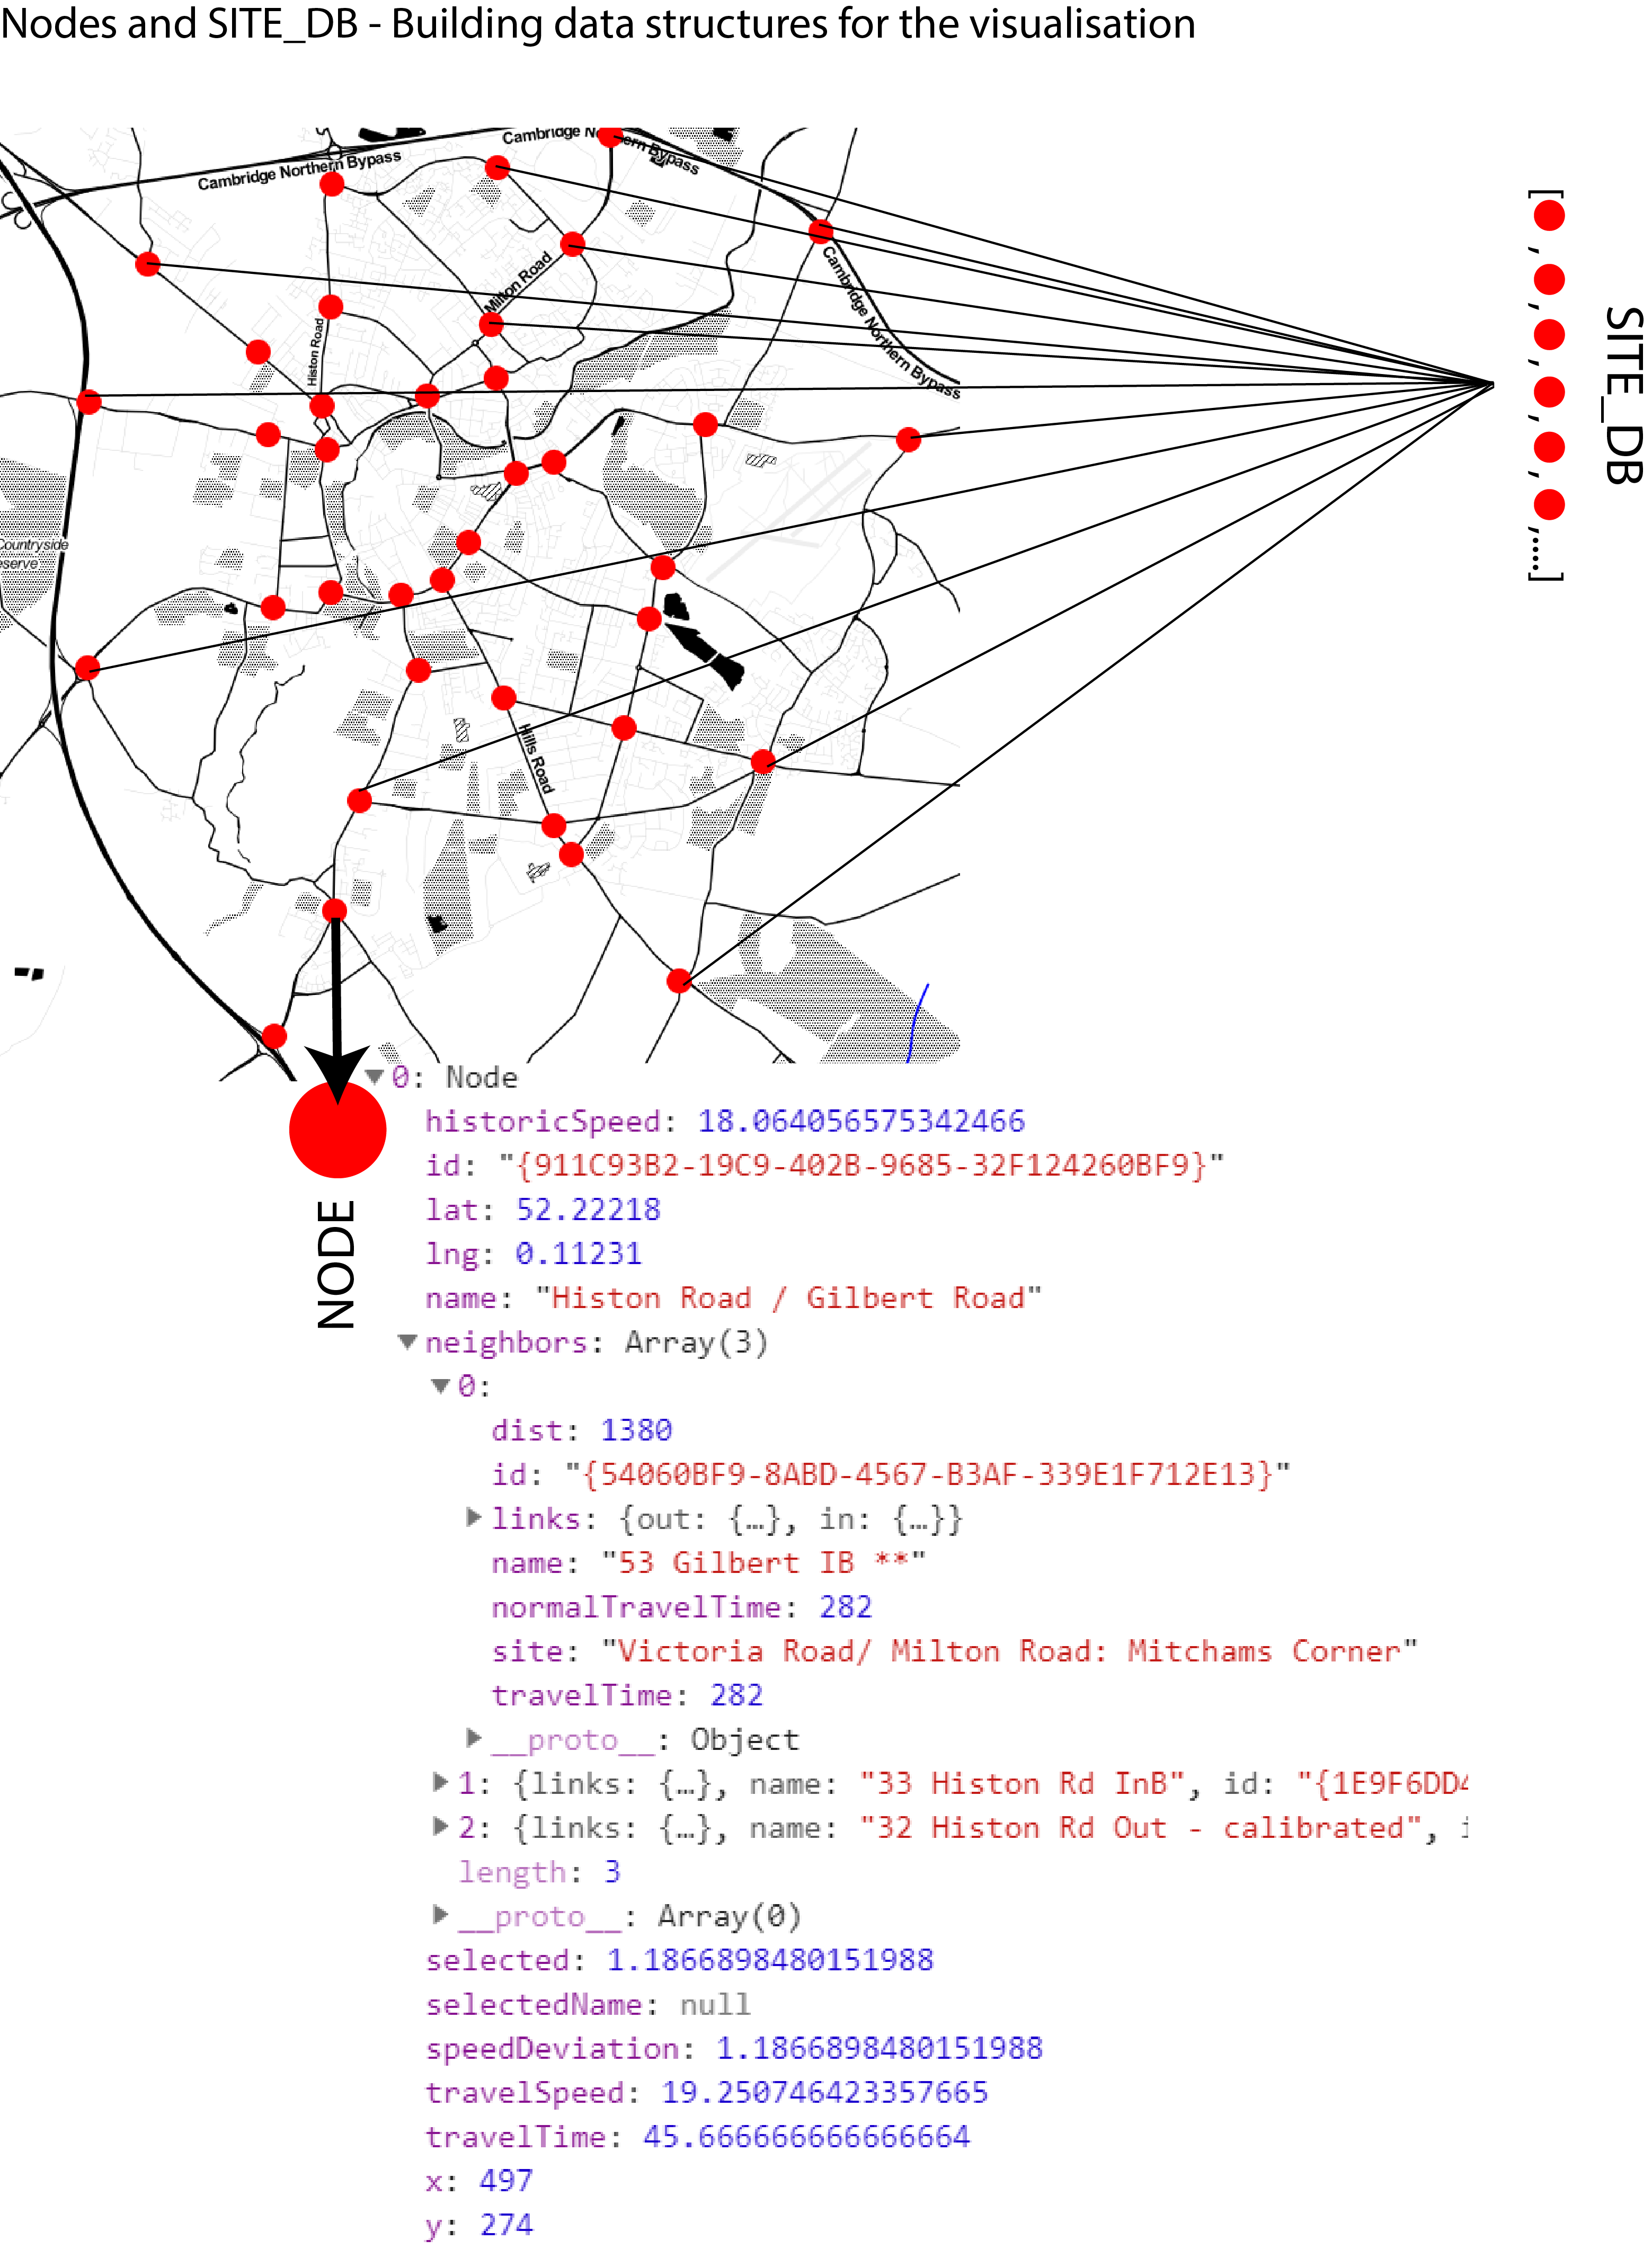 Nodes and SITE_DB - Building data structures for the visualisation
Cambridge Northern Bypass
Cambridge Northern Bypass
Cambridge Northern Bypass
Milton Road
Histon Road
Countryside
Hills Road
[ , , , , , ,....]
SITE_DB
NODE
0: Node
historicSpeed: 18.064056575342466
id: "{911C93B2-19C9-402B-9685-32F124260BF9}"
lat: 52.22218
lng: 0.11231
name: "Histon Road / Gilbert Road"
neighbors: Array(3)
0:
dist: 1380
id: "{54060BF9-8ABD-4567-B3AF-339E1F712E13}"
links: {out: {…}, in: {…}}
name: "53 Gilbert IB **"
normalTravelTime: 282
site: "Victoria Road/ Milton Road: Mitchams Corner"
travelTime: 282
__proto__: Object
1: {links: {…}, name: "33 Histon Rd InB", id: "{1E9F6DD4
2: {links: {…}, name: "32 Histon Rd Out - calibrated", i
length: 3
__proto__: Array(0)
selected: 1.1866898480151988
selectedName: null
speedDeviation: 1.1866898480151988
travelSpeed: 19.250746423357665
travelTime: 45.666666666666664
x: 497
y: 274